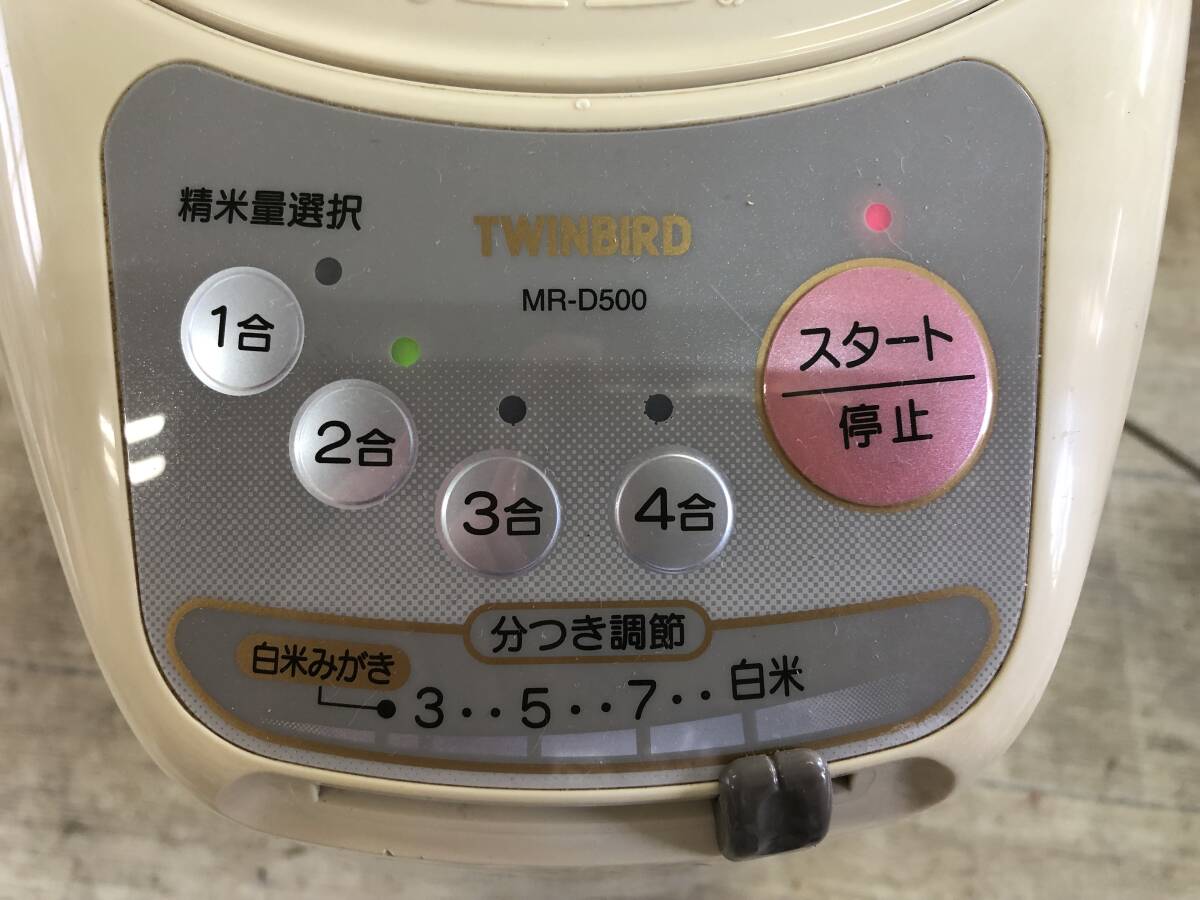 精米量選択
TWINBIRD
MR-D500
1合
2合
3合
4合
スタート
停止
分つき調節
白米みがき
3・・5・・7・・白米